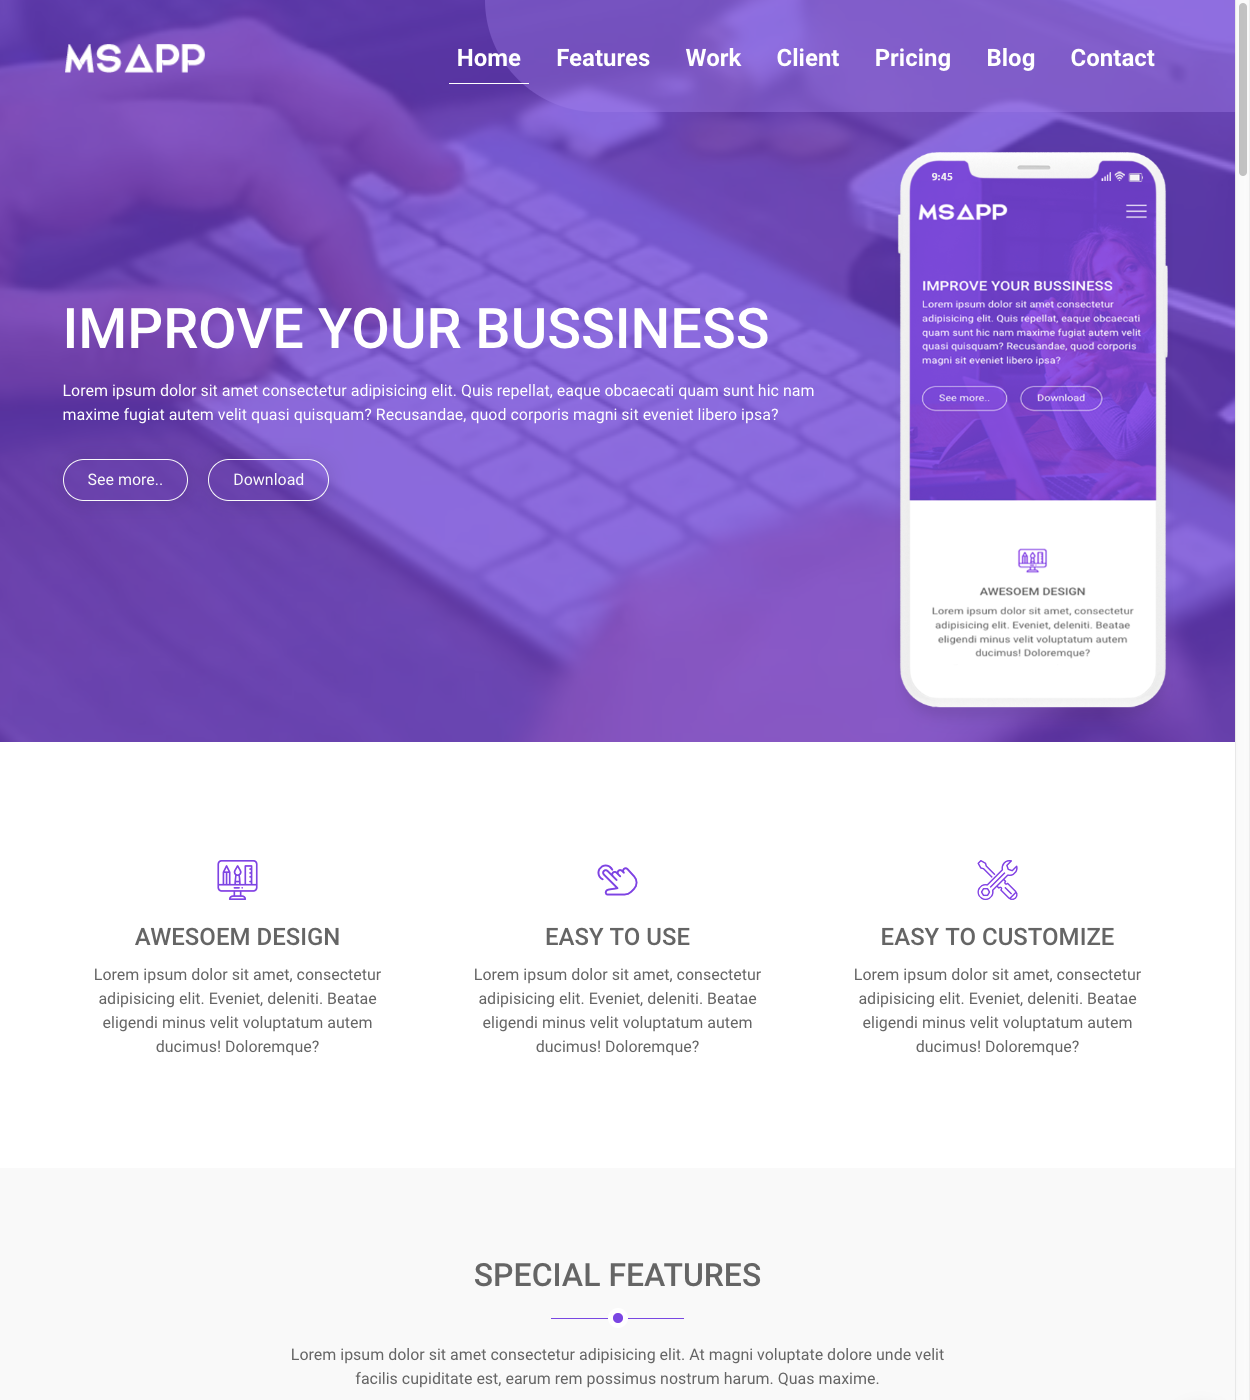 MSAPP
Home Features Work Client Pricing Blog Contact
IMPROVE YOUR BUSSINESS
Lorem ipsum dolor sit amet consectetur adipisicing elit. Quis repellat, eaque obcaecati quam sunt hic nam
maxime fugiat autem velit quasi quisquam? Recusandae, quod corporis magni sit eveniet libero ipsa?
See more.. Download
9:45
MSAPP
IMPROVE YOUR BUSSINESS
Lorem ipsum dolor sit amet consectetur
adipisicing elit. Quis repellat, eaque obcaecati
quam sunt hic nam maxime fugiat autem velit
quasi quisquam? Recusandae, quod corporis
magni sit eveniet libero ipsa?
See more.. Download
AWESOEM DESIGN
Lorem ipsum dolor sit amet, consectetur
adipisicing elit. Eveniet, deleniti. Beatae
eligendi minus velit voluptatum autem
ducimus! Doloremque?
AWESOEM DESIGN
Lorem ipsum dolor sit amet, consectetur
adipisicing elit. Eveniet, deleniti. Beatae
eligendi minus velit voluptatum autem
ducimus! Doloremque?
EASY TO USE
Lorem ipsum dolor sit amet, consectetur
adipisicing elit. Eveniet, deleniti. Beatae
eligendi minus velit voluptatum autem
ducimus! Doloremque?
EASY TO CUSTOMIZE
Lorem ipsum dolor sit amet, consectetur
adipisicing elit. Eveniet, deleniti. Beatae
eligendi minus velit voluptatum autem
ducimus! Doloremque?
SPECIAL FEATURES
Lorem ipsum dolor sit amet consectetur adipisicing elit. At magni voluptate dolore unde velit
facilis cupiditate est, earum rem possimus nostrum harum. Quas maxime.